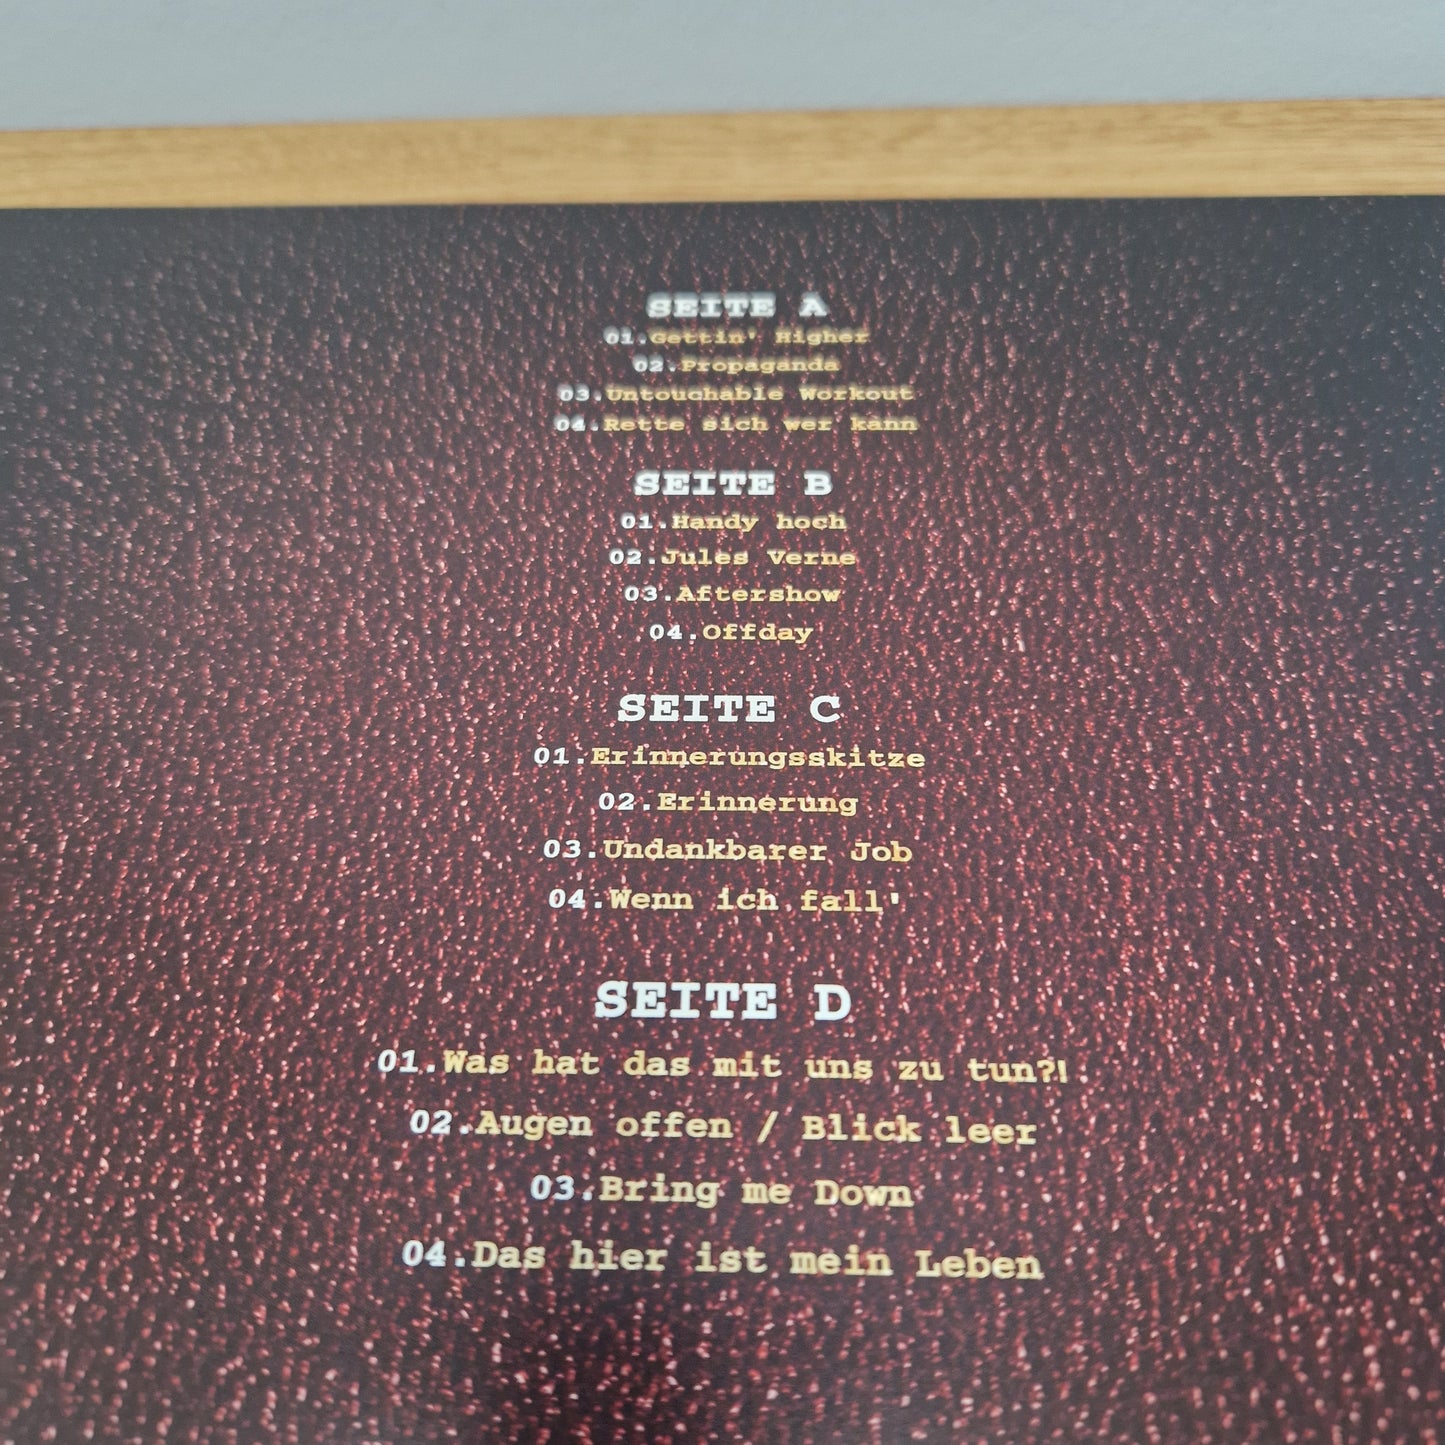 SEITE A
01.Gettin' Higher
02.Propaganda
03.Untouchable Workout
04.Rette sich wer kann
SEITE B
01.Handy hoch
02.Jules Verne
03.Aftershow
04.Offday
SEITE C
01.Erinnerungsskitze
02.Erinnerung
03.Undankbarer Job
04.Wenn ich fall'
SEITE D
01.Was hat das mit uns zu tun?!
02.Augen offen / Blick leer
03.Bring me Down
04.Das hier ist mein Leben